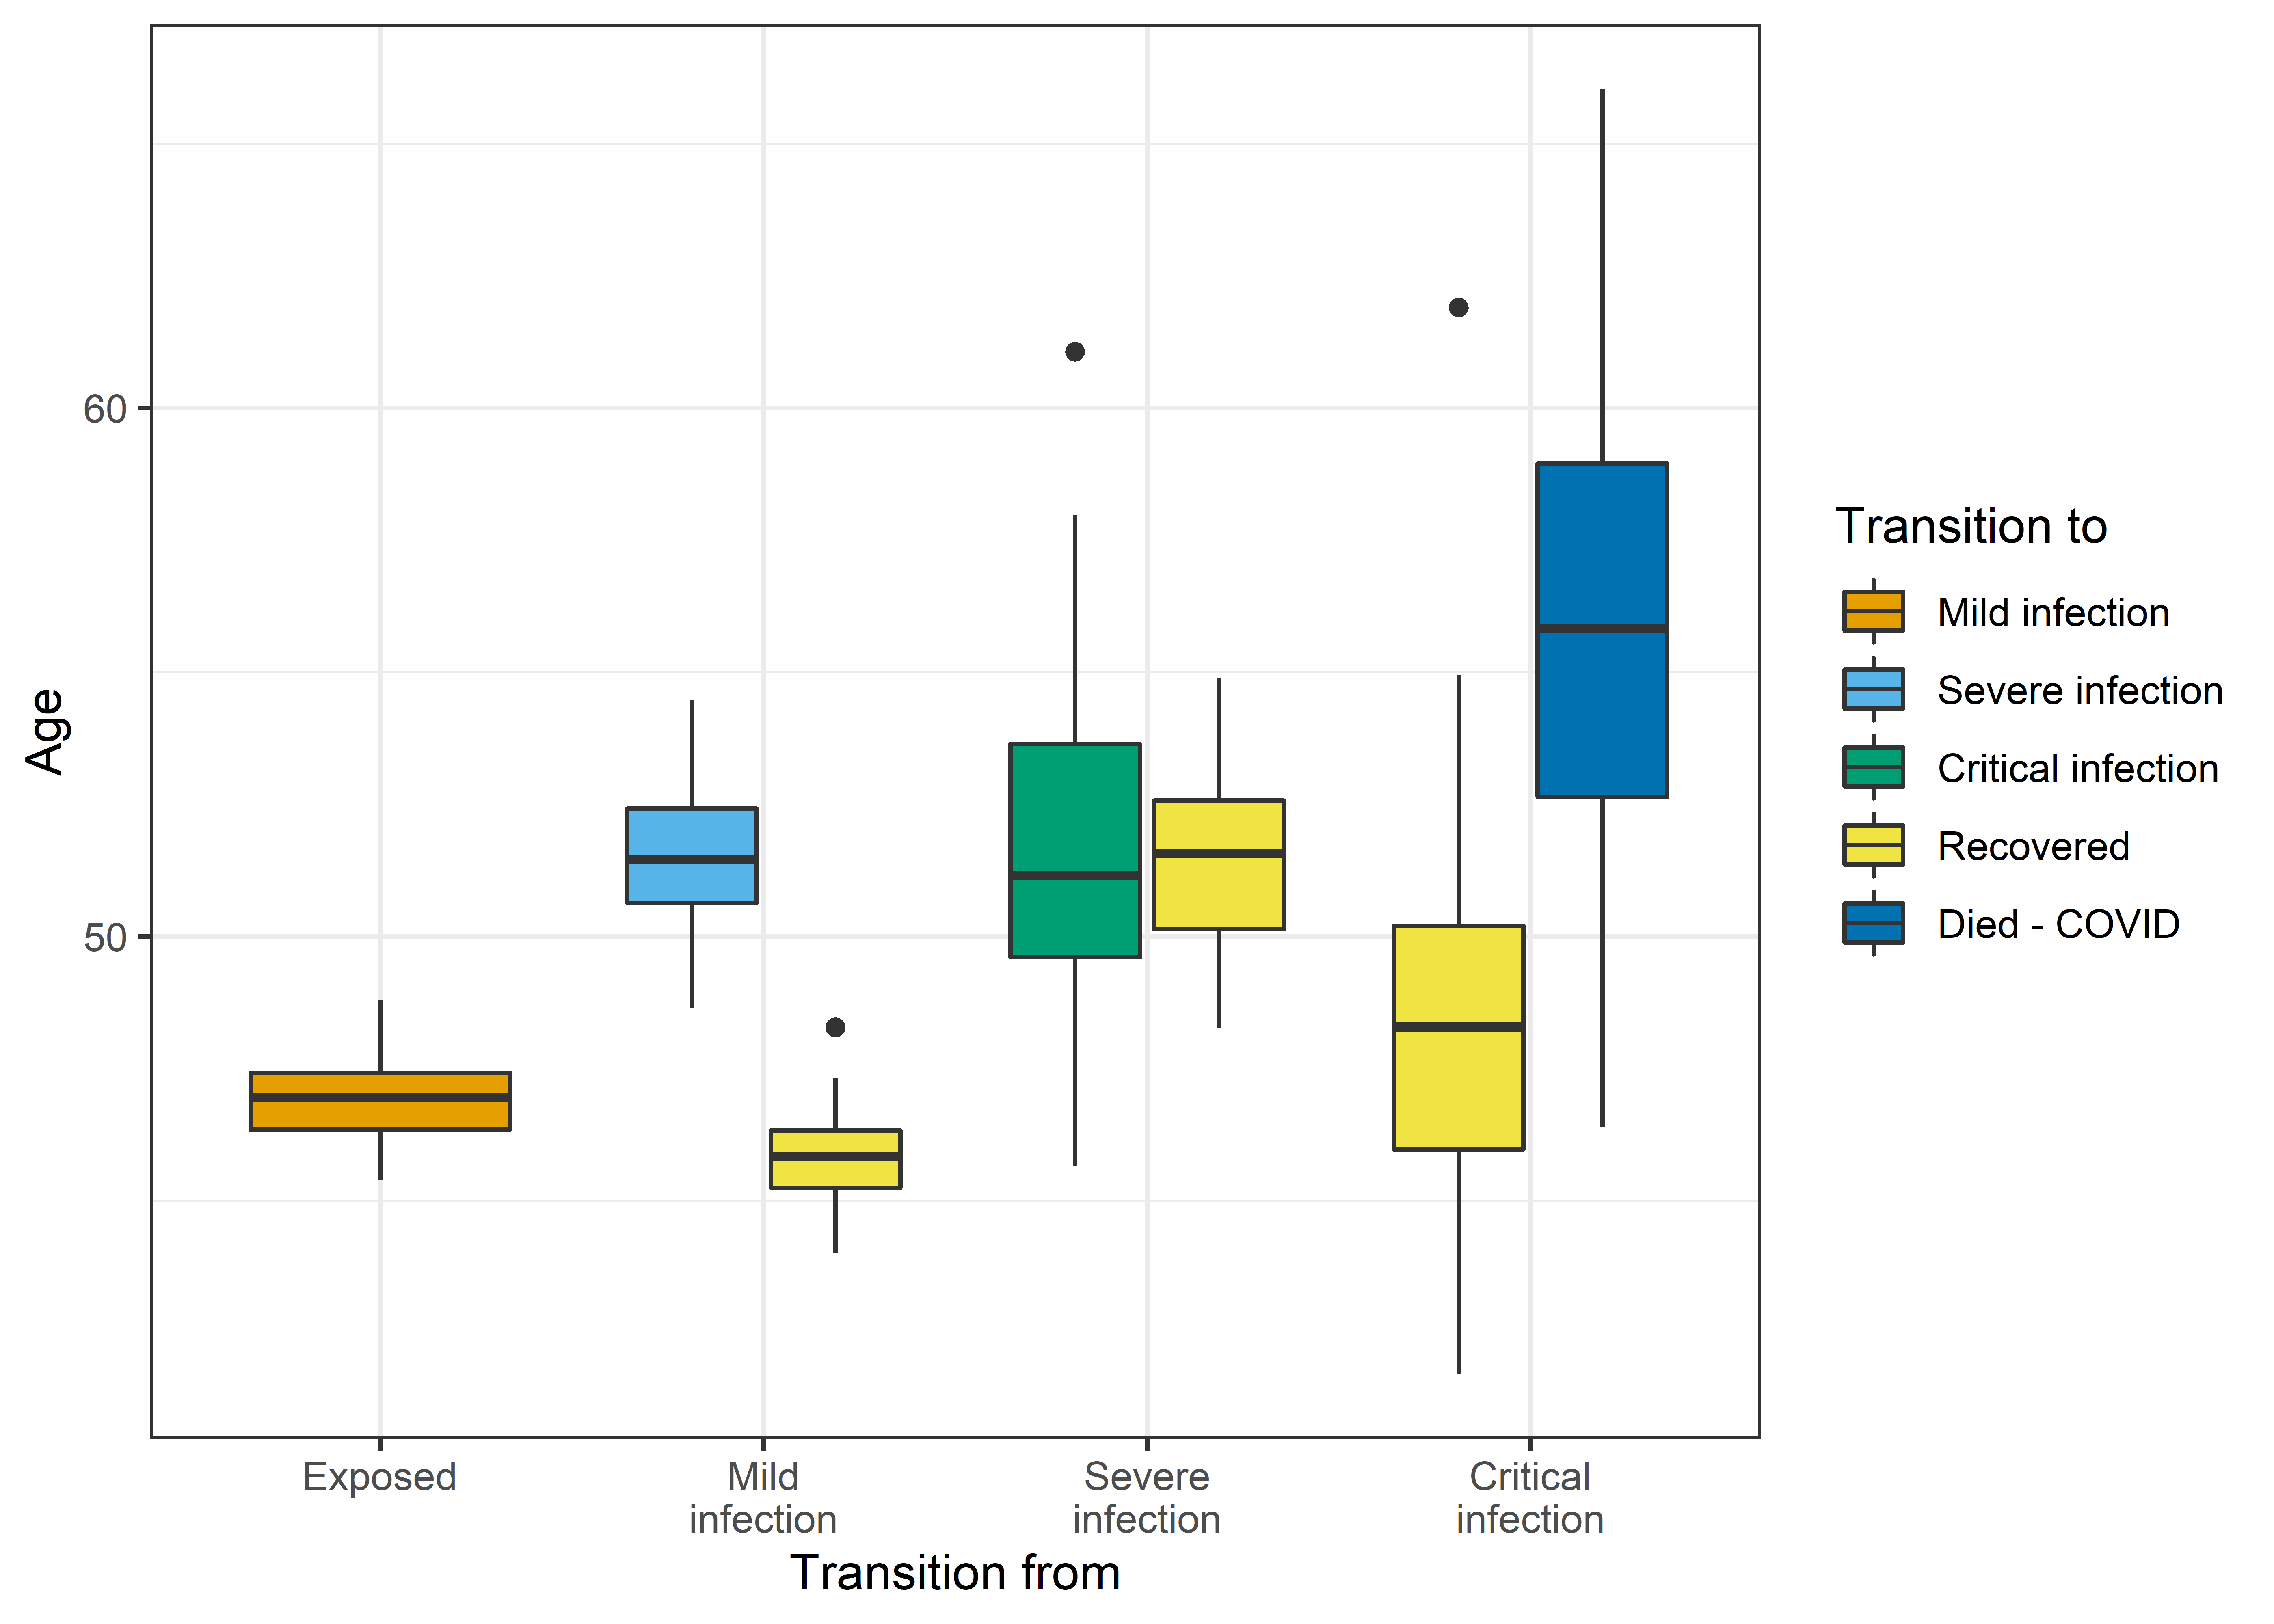 Age
60
50
Exposed
Mild
infection
Severe
infection
Critical
infection
Transition from
Transition to
Mild infection
Severe infection
Critical infection
Recovered
Died - COVID